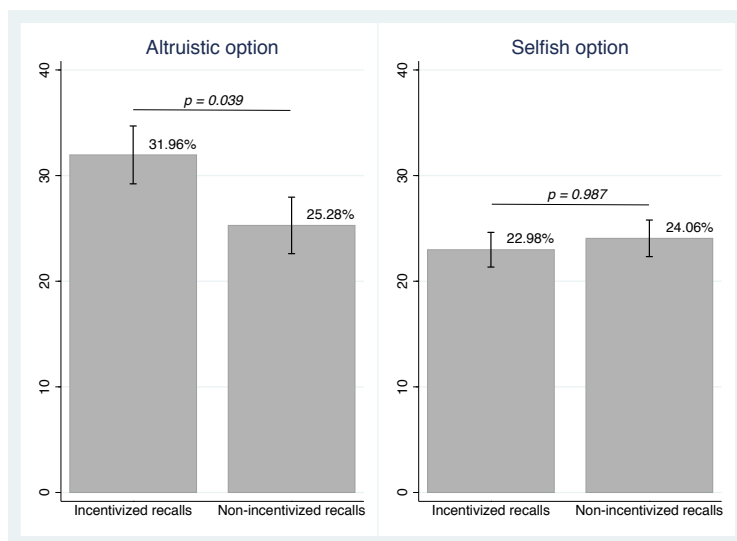 Altruistic option
Selfish option
40
30
20
10
0
p = 0.039
31.96%
25.28%
Incentivized recalls
Non-incentivized recalls
40
30
20
10
0
p = 0.987
22.98%
24.06%
Incentivized recalls
Non-incentivized recalls